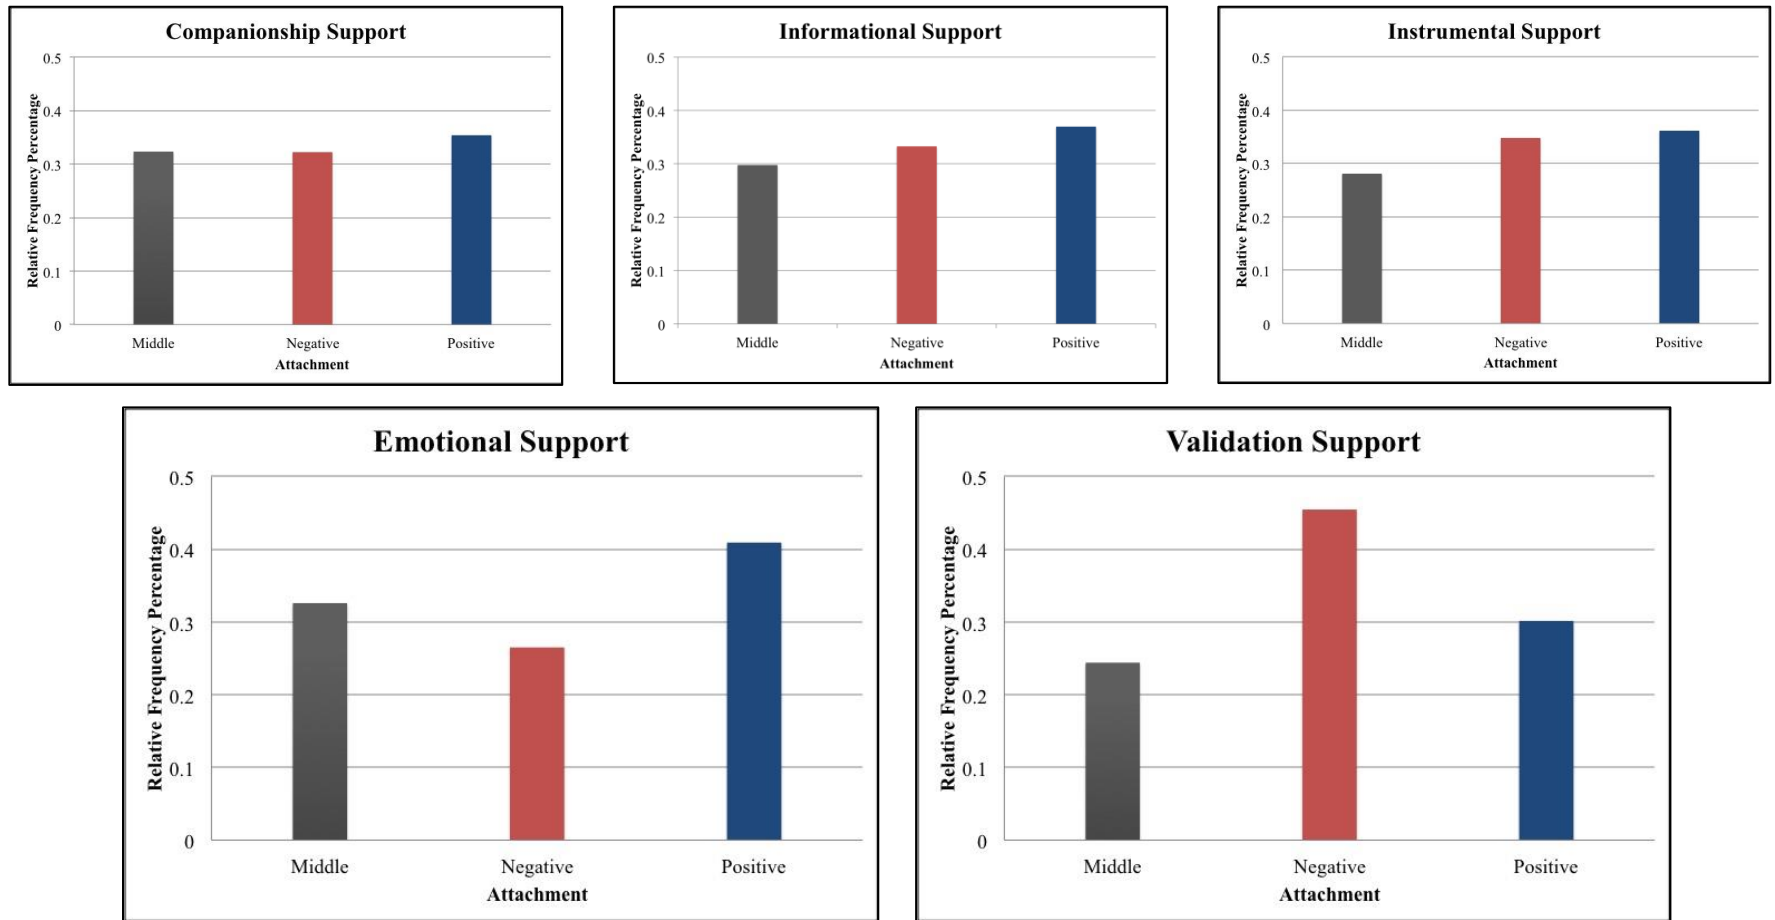 Companionship Support
0.5
0.4
0.3
0.2
0.1
0
Relative Frequency Percentage
Middle Negative Positive
Attachment
Informational Support
0.5
0.4
0.3
0.2
0.1
0
Relative Frequency Percentage
Middle Negative Positive
Attachment
Instrumental Support
0.5
0.4
0.3
0.2
0.1
0
Relative Frequency Percentage
Middle Negative Positive
Attachment
Emotional Support
0.5
0.4
0.3
0.2
0.1
0
Relative Frequency Percentage
Middle Negative Positive
Attachment
Validation Support
0.5
0.4
0.3
0.2
0.1
0
Relative Frequency Percentage
Middle Negative Positive
Attachment